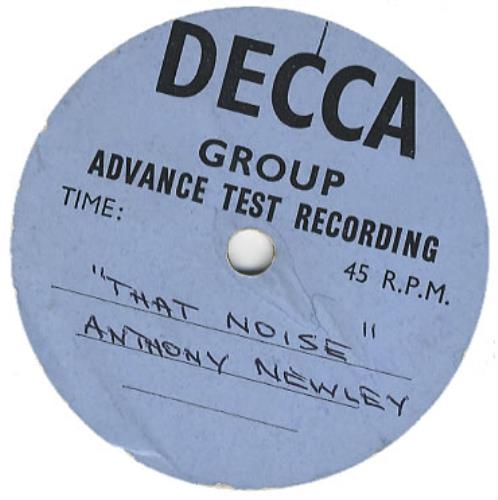 DECCA
GROUP
ADVANCE TEST RECORDING
TIME:
45 R.P.M.
"THAT NOISE"
ANTHONY NEWLEY